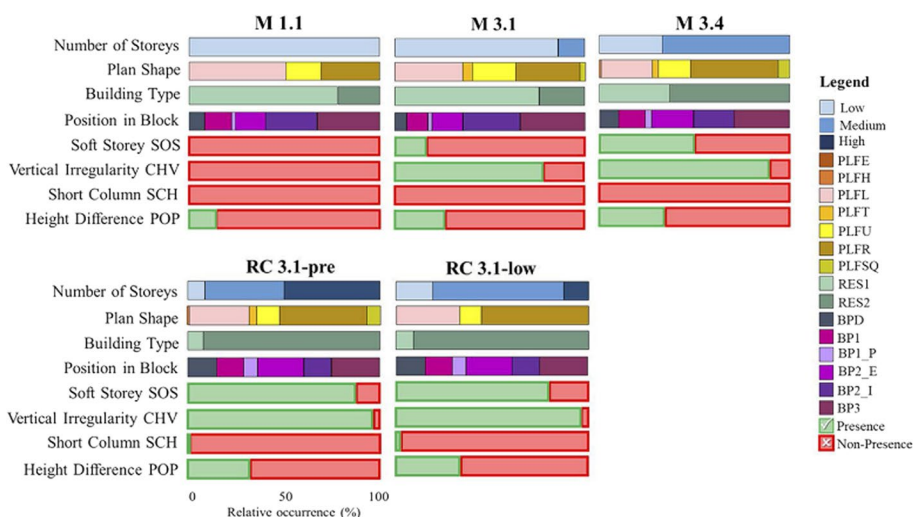 M 1.1 M 3.1 M 3.4
Number of Storeys
Plan Shape
Building Type
Position in Block
Soft Storey SOS
Vertical Irregularity CHV
Short Column SCH
Height Difference POP
RC 3.1-pre RC 3.1-low
Number of Storeys
Plan Shape
Building Type
Position in Block
Soft Storey SOS
Vertical Irregularity CHV
Short Column SCH
Height Difference POP
0 50 100
Relative occurrence (%)
Legend
Low
Medium
High
PLFE
PLFH
PLFL
PLFT
PLFU
PLFR
PLFSQ
RES1
RES2
BPD
BP1
BP1_P
BP2_E
BP2_I
BP3
Presence
Non-Presence